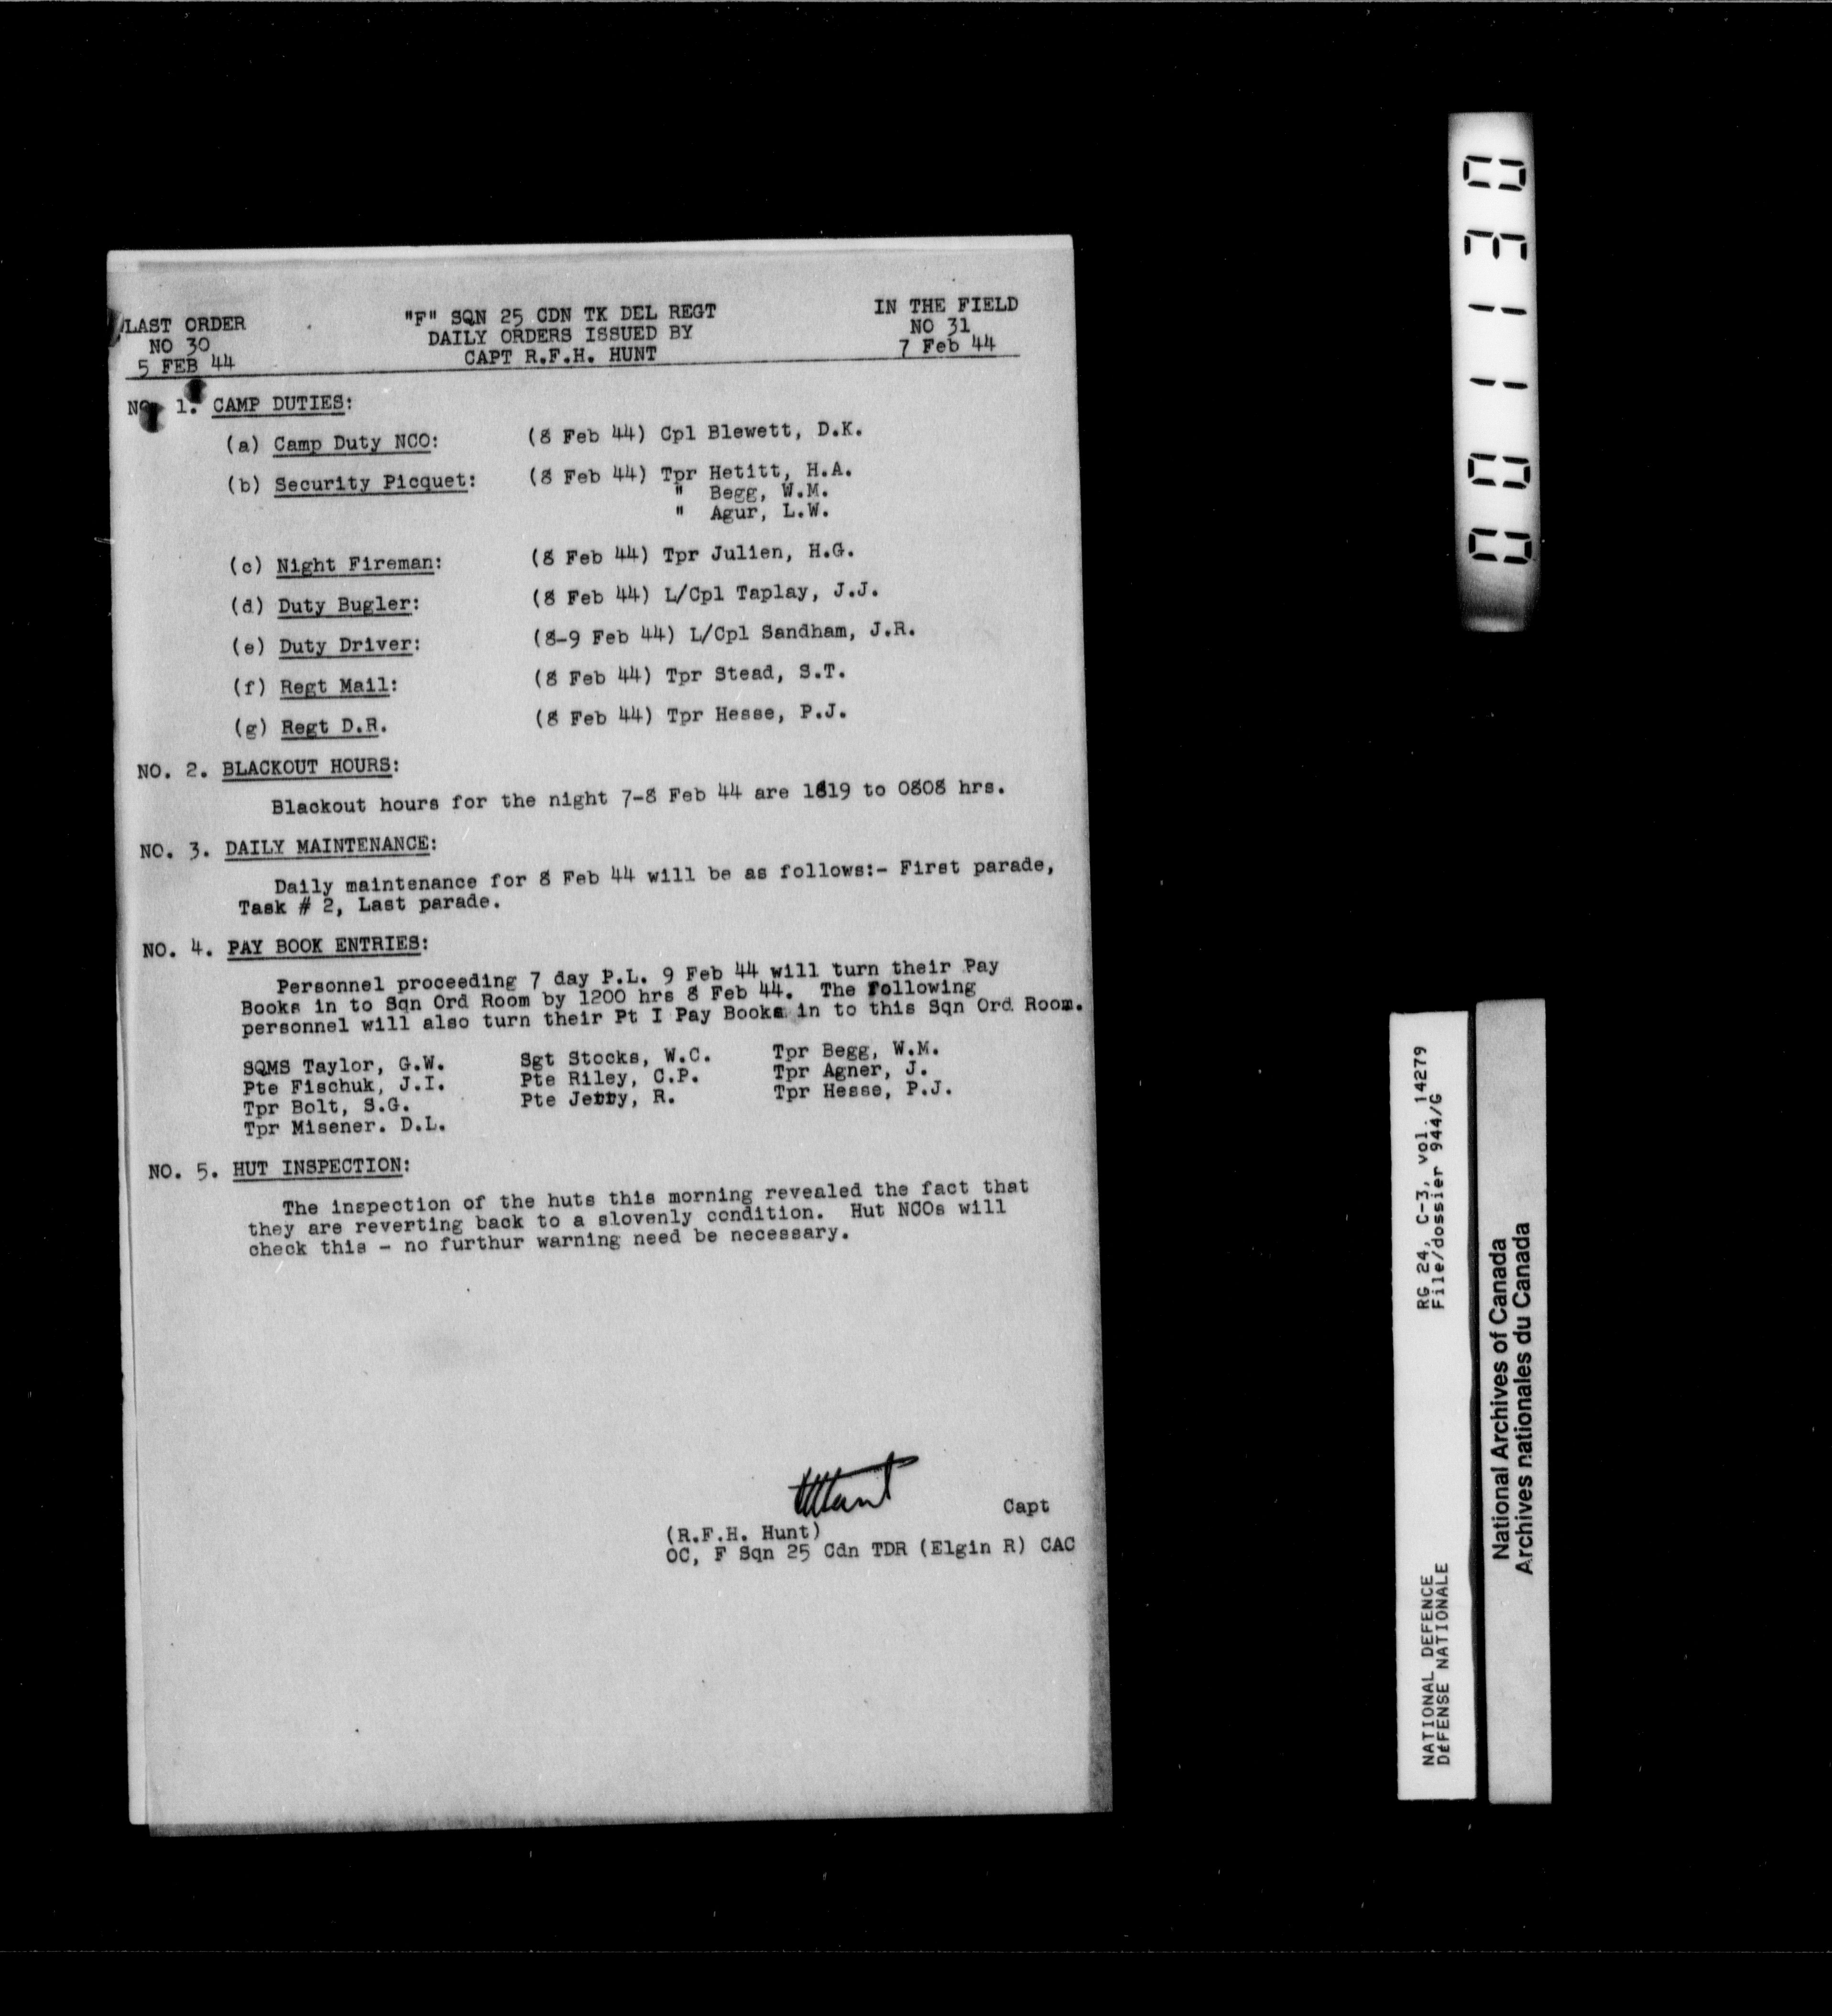 LAST ORDER
NO 30
5 FEB 44
"F" SQN 25 CDN TK DEL REGT
DAILY ORDERS ISSUED BY
CAPT R.F.H. HUNT
IN THE FIELD
NO 31
7 Feb 44
NO. 1. CAMP DUTIES:
(a) Camp Duty NCO: (8 Feb 44) Cpl Blewett, D.K.
(b) Security Picquet: (8 Feb 44) Tpr Hetitt, H.A.
" Begg, W.M.
" Agur, L.W.
(c) Night Fireman: (8 Feb 44) Tpr Julien, H.G.
(d) Duty Bugler: (8 Feb 44) L/Cpl Taplay, J.J.
(e) Duty Driver: (8-9 Feb 44) L/Cpl Sandham, J.R.
(f) Regt Mail: (8 Feb 44) Tpr Stead, S.T.
(g) Regt D.R. (8 Feb 44) Tpr Hesse, P.J.
NO. 2. BLACKOUT HOURS:
Blackout hours for the night 7-8 Feb 44 are 1819 to 0808 hrs.
NO. 3. DAILY MAINTENANCE:
Daily maintenance for 8 Feb 44 will be as follows:- First parade,
Task # 2, Last parade.
NO. 4. PAY BOOK ENTRIES:
Personnel proceeding 7 day P.L. 9 Feb 44 will turn their Pay
Books in to Sqn Ord Room by 1200 hrs 8 Feb 44. The Following
personnel will also turn their Pt I Pay Books in to this Sqn Ord Room.
SQMS Taylor, G.W. Sgt Stocks, W.C. Tpr Begg, W.M.
Pte Fischuk, J.I. Pte Riley, C.P. Tpr Agner, J.
Tpr Bolt, S.G. Pte R. Tpr Hesse, P.J.
Tpr Misener. D.L.
NO. 5. HUT INSPECTION:
The inspection of the huts this morning revealed the fact that
they are reverting back to a slovenly condition. Hut NCOs will
check this - no furthur warning need be necessary.
Hunt
Capt
(R.F.H. Hunt)
OC, F Sqn 25 Cdn TDR (Elgin R) CAC
001130
RG 24, C-3, vol. 14279
File/dossier 944/G
NATIONAL DEFENCE
DÉFENSE NATIONALE
National Archives of Canada
Archives nationales du Canada